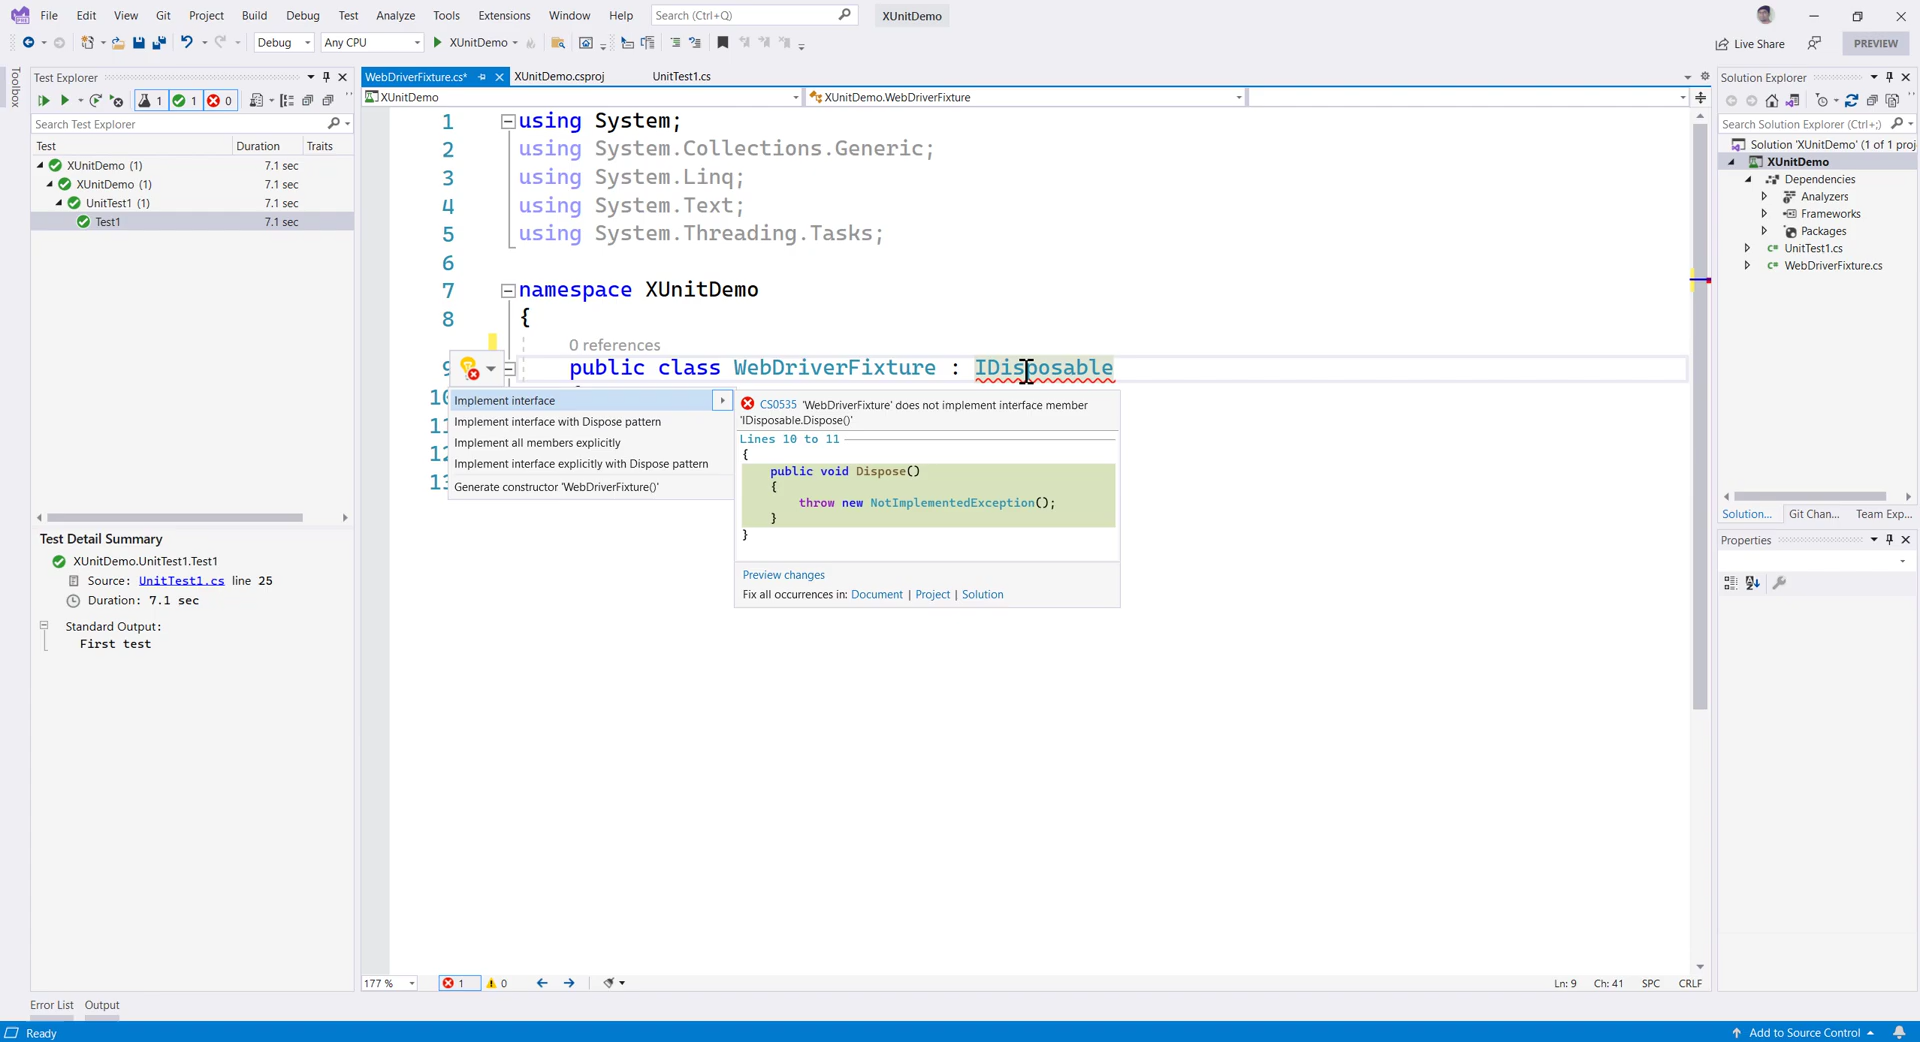 File Edit View Git Project Build Debug Test Analyze Tools Extensions Window Help Search (Ctrl+Q) XUnitDemo
Debug Any CPU XUnitDemo Live Share PREVIEW
Toolbox
Test Explorer
1 1 0
Search Test Explorer
Test Duration Traits
XUnitDemo (1) 7.1 sec
XUnitDemo (1) 7.1 sec
UnitTest1 (1) 7.1 sec
Test1 7.1 sec
Test Detail Summary
XUnitDemo.UnitTest1.Test1
Source: UnitTest1.cs line 25
Duration: 7.1 sec
Standard Output:
First test
WebDriverFixture.cs* XUnitDemo.csproj UnitTest1.cs
XUnitDemo XUnitDemo.WebDriverFixture
1 using System;
2 using System.Collections.Generic;
3 using System.Linq;
4 using System.Text;
5 using System.Threading.Tasks;
6
7 namespace XUnitDemo
8 {
0 references
9 public class WebDriverFixture : IDisposable
10
11
12
13
Implement interface
Implement interface with Dispose pattern
Implement all members explicitly
Implement interface explicitly with Dispose pattern
Generate constructor 'WebDriverFixture()'
CS0535 'WebDriverFixture' does not implement interface member
'IDisposable.Dispose()'
Lines 10 to 11
{
public void Dispose()
{
throw new NotImplementedException();
}
}
Preview changes
Fix all occurrences in: Document | Project | Solution
177 % 1 0 Ln: 9 Ch: 41 SPC CRLF
Solution Explorer
Search Solution Explorer (Ctrl+;)
Solution 'XUnitDemo' (1 of 1 proj
XUnitDemo
Dependencies
Analyzers
Frameworks
Packages
C# UnitTest1.cs
C# WebDriverFixture.cs
Solution... Git Chan... Team Exp...
Properties
Error List Output
Ready Add to Source Control